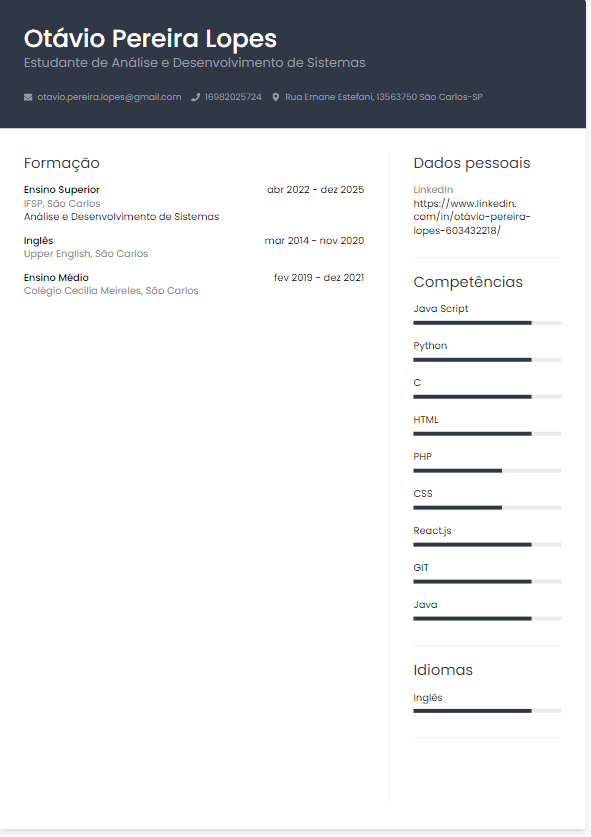 Otávio Pereira Lopes
Estudante de Análise e Desenvolvimento de Sistemas
otavio.pereira.lopes@gmail.com 16982025724 Rua Ernane Estefani, 13563750 São Carlos-SP
Formação
Ensino Superior abr 2022 - dez 2025
IFSP, São Carlos
Análise e Desenvolvimento de Sistemas
Inglês mar 2014 - nov 2020
Upper English, São Carlos
Ensino Médio fev 2019 - dez 2021
Colégio Cecília Meireles, São Carlos
Dados pessoais
LinkedIn
https://www.linkedin.
com/in/otávio-pereira-
lopes-603432218/
Competências
Java Script
Python
C
HTML
PHP
CSS
React.js
GIT
Java
Idiomas
Inglês